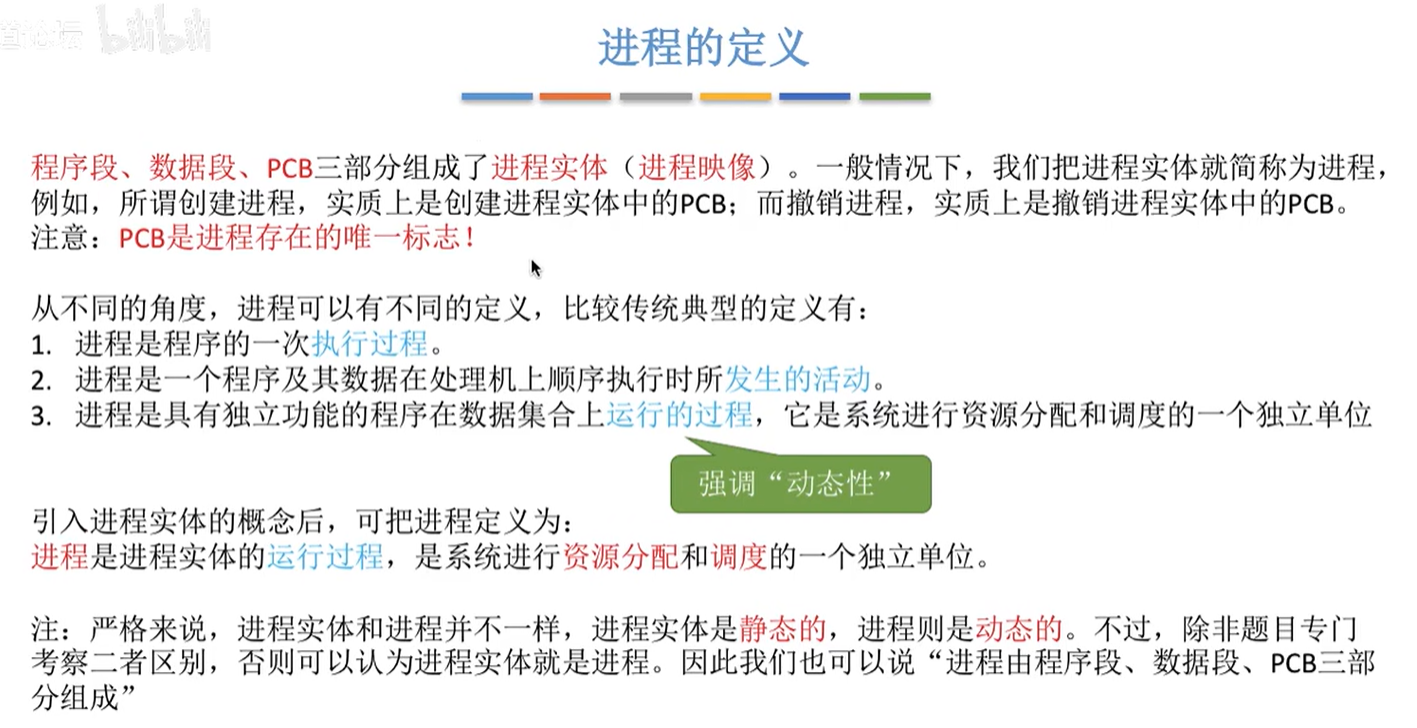 道论坛 bilibili
进程的定义
程序段、数据段、PCB三部分组成了进程实体（进程映像）。一般情况下，我们把进程实体就简称为进程，
例如，所谓创建进程，实质上是创建进程实体中的PCB；而撤销进程，实质上是撤销进程实体中的PCB。
注意：PCB是进程存在的唯一标志！
从不同的角度，进程可以有不同的定义，比较传统典型的定义有：
1. 进程是程序的一次执行过程。
2. 进程是一个程序及其数据在处理机上顺序执行时所发生的活动。
3. 进程是具有独立功能的程序在数据集合上运行的过程，它是系统进行资源分配和调度的一个独立单位
强调“动态性”
引入进程实体的概念后，可把进程定义为：
进程是进程实体的运行过程，是系统进行资源分配和调度的一个独立单位。
注：严格来说，进程实体和进程并不一样，进程实体是静态的，进程则是动态的。不过，除非题目专门
考察二者区别，否则可以认为进程实体就是进程。因此我们也可以说“进程由程序段、数据段、PCB三部
分组成”